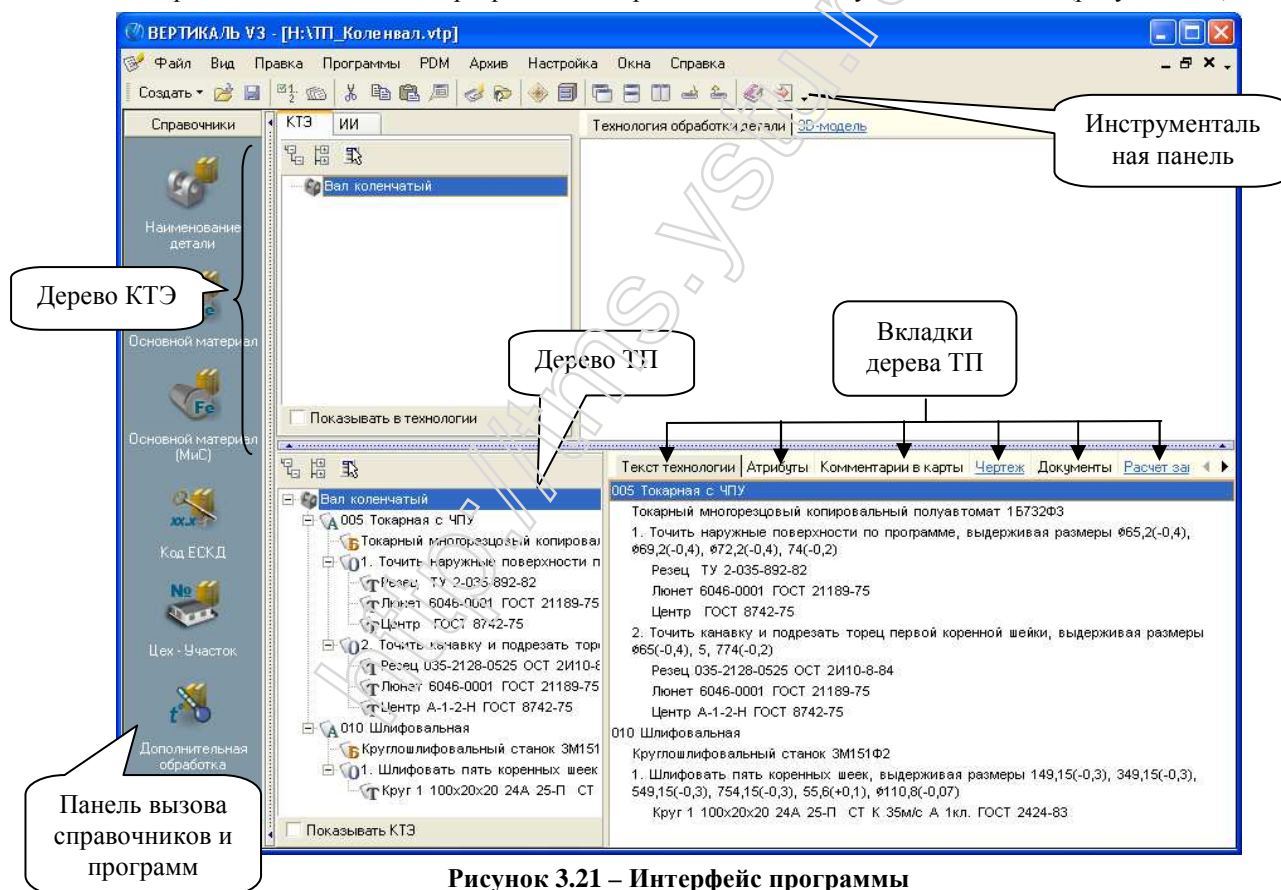 ВЕРТИКАЛЬ V3 - [H:\ТП_Коленвал.vtp]
Файл Вид Правка Программы PDM Архив Настройка Окна Справка
Создать
Справочники
КТЭ ИИ
Технология обработки детали 3D-модель
Инструменталь
ная панель
Вал коленчатый
Наименование
детали
Дерево КТЭ
Основной материал
Основной материал
(МиС)
Код ЕСКД
Цех - Участок
Дополнительная
обработка
Панель вызова
справочников и
программ
Дерево ТП
Вкладки
дерева ТП
Показывать в технологии
Вал коленчатый
005 Токарная с ЧПУ
Токарный многорезцовый копировал
1. Точить наружные поверхности п
Резец ТУ 2-035-892-82
Люнет 6046-0001 ГОСТ 21189-75
Центр ГОСТ 8742-75
2. Точить канавку и подрезать торе
Резец 035-2128-0525 ОСТ 2И10-8
Люнет 6046-0001 ГОСТ 21189-75
Центр А-1-2-Н ГОСТ 8742-75
010 Шлифовальная
Круглошлифовальный станок 3М151
1. Шлифовать пять коренных шеек
Круг 1 100х20х20 24А 25-П СТ
Показывать КТЭ
Текст технологии Атрибуты Комментарии в карты Чертеж Документы Расчет заг
005 Токарная с ЧПУ
Токарный многорезцовый копировальный полуавтомат 1Б732Ф3
1. Точить наружные поверхности по программе, выдерживая размеры ø65,2(-0,4),
ø69,2(-0,4), ø72,2(-0,4), 74(-0,2)
Резец ТУ 2-035-892-82
Люнет 6046-0001 ГОСТ 21189-75
Центр ГОСТ 8742-75
2. Точить канавку и подрезать торец первой коренной шейки, выдерживая размеры
ø65(-0,4), 5, 774(-0,2)
Резец 035-2128-0525 ОСТ 2И10-8-84
Люнет 6046-0001 ГОСТ 21189-75
Центр А-1-2-Н ГОСТ 8742-75
010 Шлифовальная
Круглошлифовальный станок 3М151Ф2
1. Шлифовать пять коренных шеек, выдерживая размеры 149,15(-0,3), 349,15(-0,3),
549,15(-0,3), 754,15(-0,3), 55,6(+0,1), ø110,8(-0,07)
Круг 1 100х20х20 24А 25-П СТ К 35м/с А 1кл. ГОСТ 2424-83
Рисунок 3.21 – Интерфейс программы